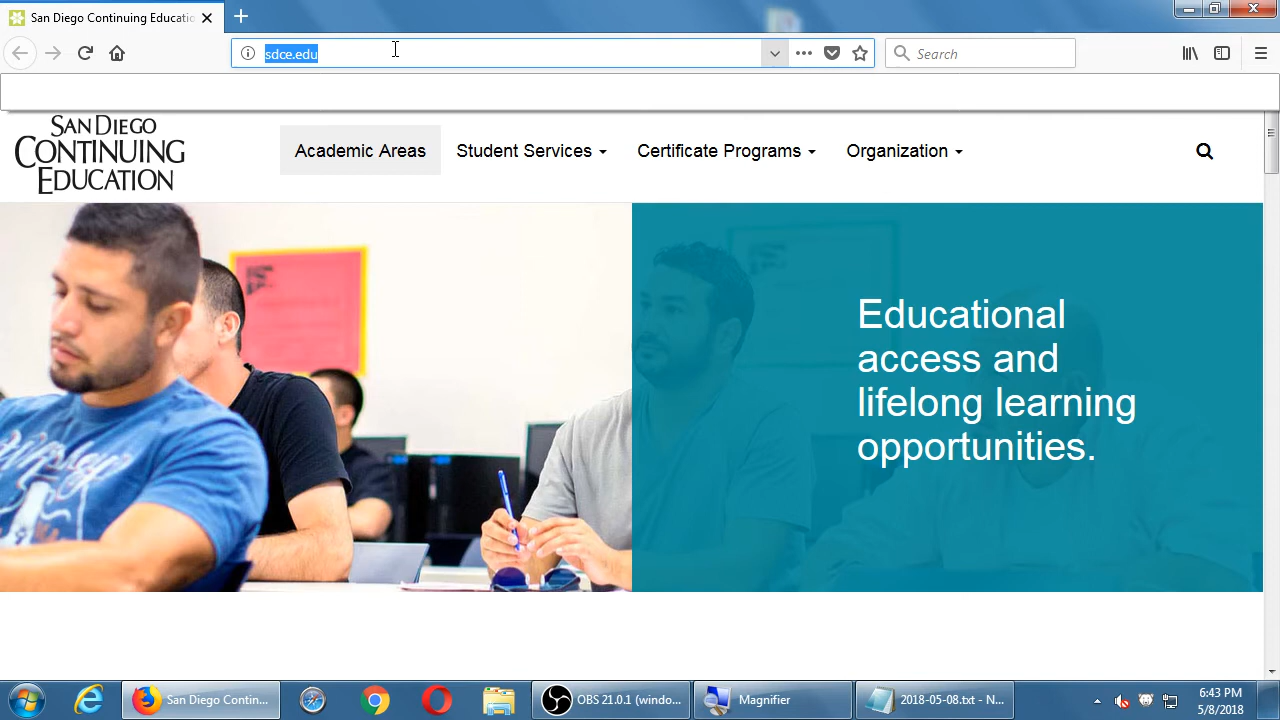 San Diego Continuing Educatio
sdce.edu
Search
SAN DIEGO
CONTINUING
EDUCATION
Academic Areas
Student Services
Certificate Programs
Organization
Educational
access and
lifelong learning
opportunities.
San Diego Contin...
OBS 21.0.1 (windo...
Magnifier
2018-05-08.txt - N...
6:43 PM
5/8/2018